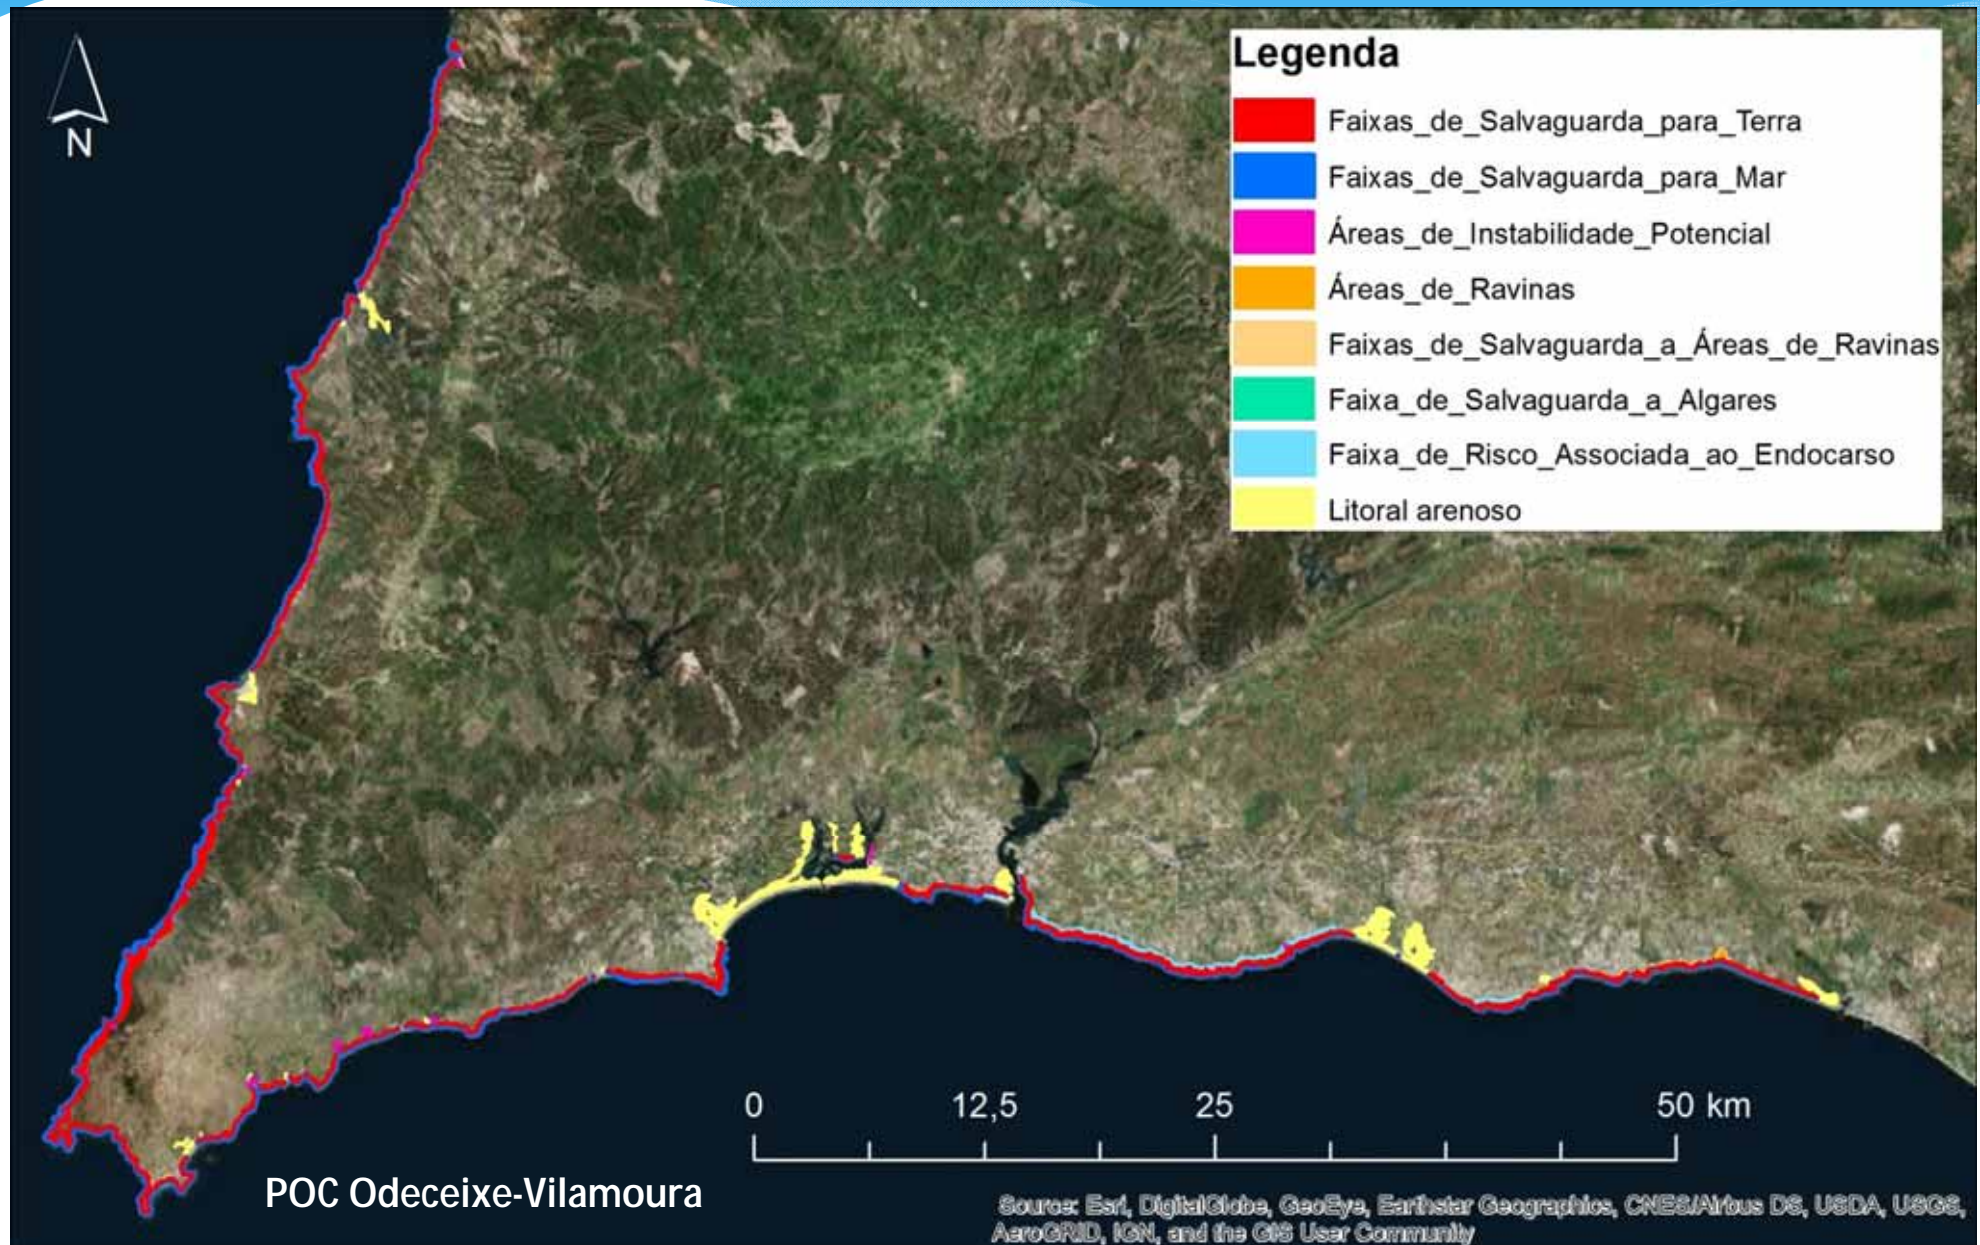 Legenda
Faixas_de_Salvaguarda_para_Terra
Faixas_de_Salvaguarda_para_Mar
Áreas_de_Instabilidade_Potencial
Áreas_de_Ravinas
Faixas_de_Salvaguarda_a_Áreas_de_Ravinas
Faixa_de_Salvaguarda_a_Algares
Faixa_de_Risco_Associada_ao_Endocarso
Litoral arenoso
N
0 12,5 25 50 km
POC Odeceixe-Vilamoura
Source: Esri, DigitalGlobe, GeoEye, Earthstar Geographics, CNES/Airbus DS, USDA, USGS,
AeroGRID, IGN, and the GIS User Community